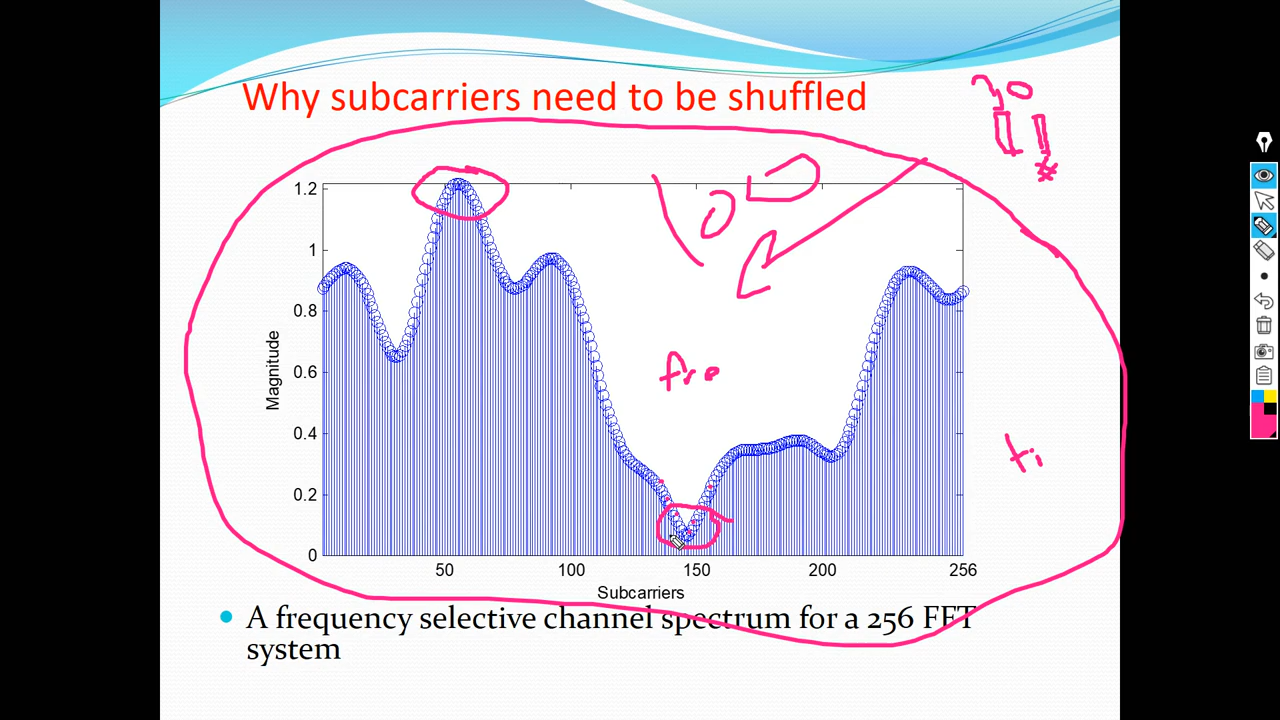 Why subcarriers need to be shuffled
1.2
1
0.8
0.6
0.4
0.2
0
Magnitude
fre
ti
50 100 150 200 256
Subcarriers
A frequency selective channel spectrum for a 256 FFT
system